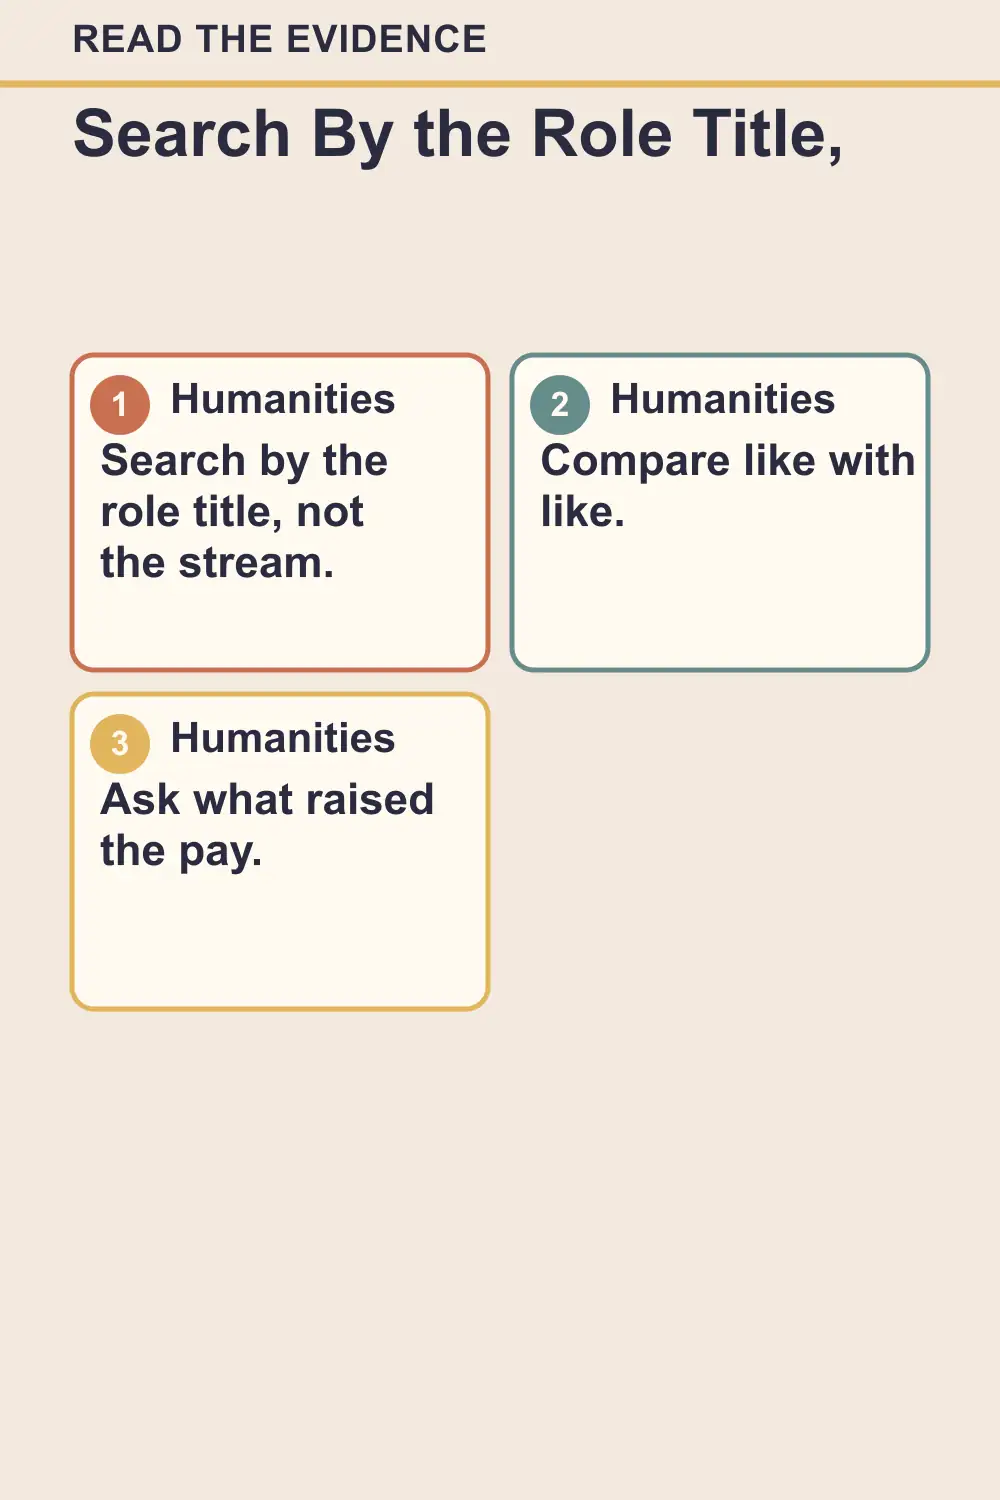 READ THE EVIDENCE
Search By the Role Title,
1 Humanities
Search by the
role title, not
the stream.
2 Humanities
Compare like with
like.
3 Humanities
Ask what raised
the pay.